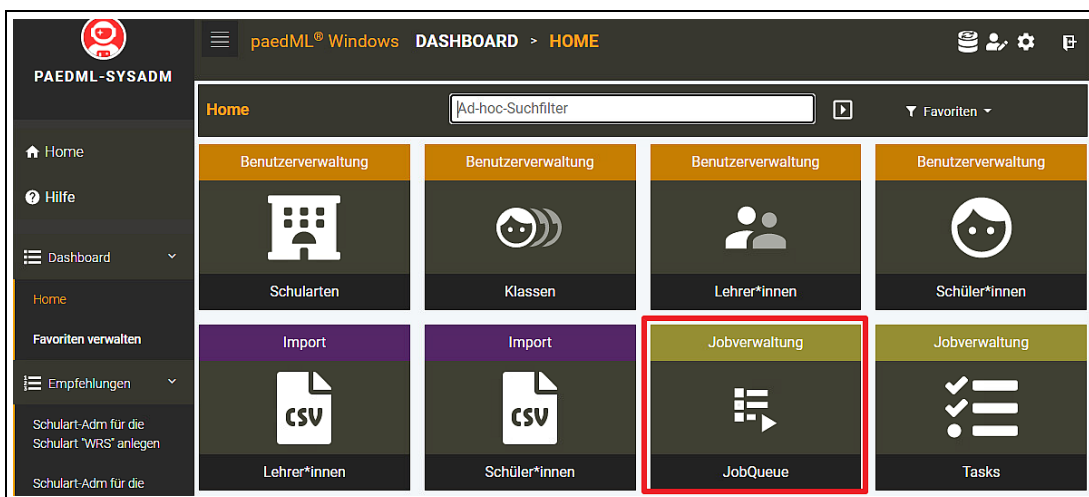 PAEDML-SYSADM
paedML® Windows DASHBOARD > HOME
Home
Ad-hoc-Suchfilter
Favoriten
Home
Hilfe
Dashboard
Home
Favoriten verwalten
Empfehlungen
Schulart-Adm für die
Schulart "WRS" anlegen
Schulart-Adm für die
Benutzerverwaltung
Schularten
Benutzerverwaltung
Klassen
Benutzerverwaltung
Lehrer*innen
Benutzerverwaltung
Schüler*innen
Import
CSV
Lehrer*innen
Import
CSV
Schüler*innen
Jobverwaltung
JobQueue
Jobverwaltung
Tasks